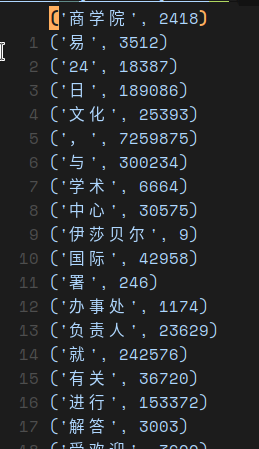 ('商学院', 2418)
1 ('易', 3512)
2 ('24', 18387)
3 ('日', 189086)
4 ('文化', 25393)
5 ('，', 7259875)
6 ('与', 300234)
7 ('学术', 6664)
8 ('中心', 30575)
9 ('伊莎贝尔', 9)
10 ('国际', 42958)
11 ('署', 246)
12 ('办事处', 1174)
13 ('负责人', 23629)
14 ('就', 242576)
15 ('有关', 36720)
16 ('进行', 153372)
17 ('解答', 3003)